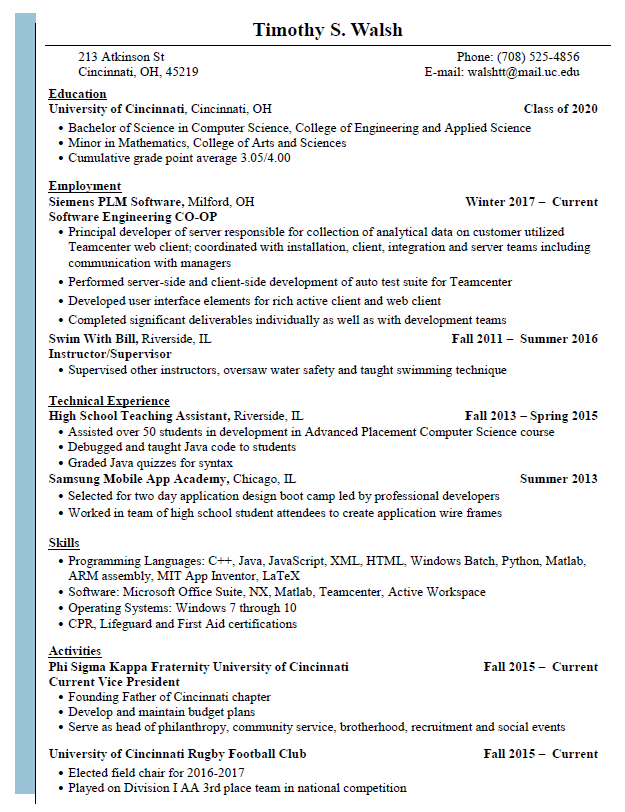 Timothy S. Walsh
213 Atkinson St Phone: (708) 525-4856
Cincinnati, OH, 45219 E-mail: walshtt@mail.uc.edu
Education
University of Cincinnati, Cincinnati, OH Class of 2020
• Bachelor of Science in Computer Science, College of Engineering and Applied Science
• Minor in Mathematics, College of Arts and Sciences
• Cumulative grade point average 3.05/4.00
Employment
Siemens PLM Software, Milford, OH Winter 2017 – Current
Software Engineering CO-OP
• Principal developer of server responsible for collection of analytical data on customer utilized
Teamcenter web client; coordinated with installation, client, integration and server teams including
communication with managers
• Performed server-side and client-side development of auto test suite for Teamcenter
• Developed user interface elements for rich active client and web client
• Completed significant deliverables individually as well as with development teams
Swim With Bill, Riverside, IL Fall 2011 – Summer 2016
Instructor/Supervisor
• Supervised other instructors, oversaw water safety and taught swimming technique
Technical Experience
High School Teaching Assistant, Riverside, IL Fall 2013 – Spring 2015
• Assisted over 50 students in development in Advanced Placement Computer Science course
• Debugged and taught Java code to students
• Graded Java quizzes for syntax
Samsung Mobile App Academy, Chicago, IL Summer 2013
• Selected for two day application design boot camp led by professional developers
• Worked in team of high school student attendees to create application wire frames
Skills
• Programming Languages: C++, Java, JavaScript, XML, HTML, Windows Batch, Python, Matlab,
ARM assembly, MIT App Inventor, LaTeX
• Software: Microsoft Office Suite, NX, Matlab, Teamcenter, Active Workspace
• Operating Systems: Windows 7 through 10
• CPR, Lifeguard and First Aid certifications
Activities
Phi Sigma Kappa Fraternity University of Cincinnati Fall 2015 – Current
Current Vice President
• Founding Father of Cincinnati chapter
• Develop and maintain budget plans
• Serve as head of philanthropy, community service, brotherhood, recruitment and social events
University of Cincinnati Rugby Football Club Fall 2015 – Current
• Elected field chair for 2016-2017
• Played on Division I AA 3rd place team in national competition